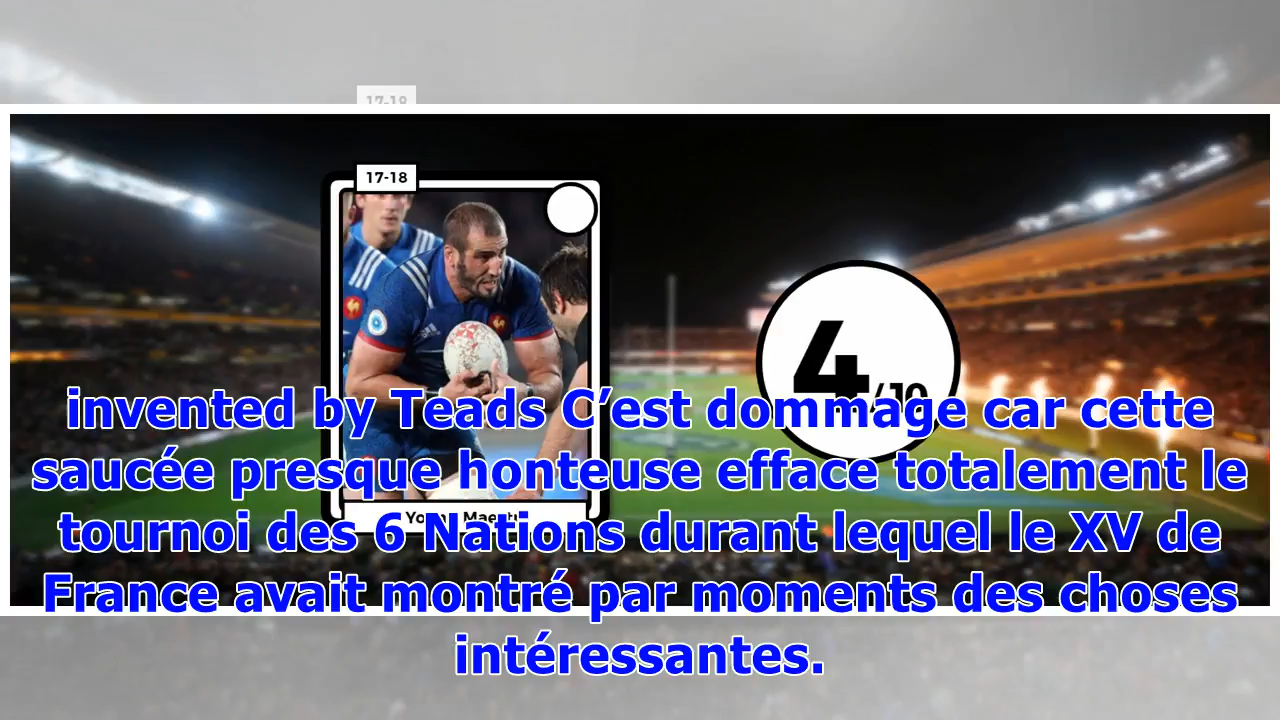 17-18
17-18
4/10
invented by Teads C’est dommage car cette
saucée presque honteuse efface totalement le
tournoi des 6 Nations durant lequel le XV de
France avait montré par moments des choses
intéressantes.